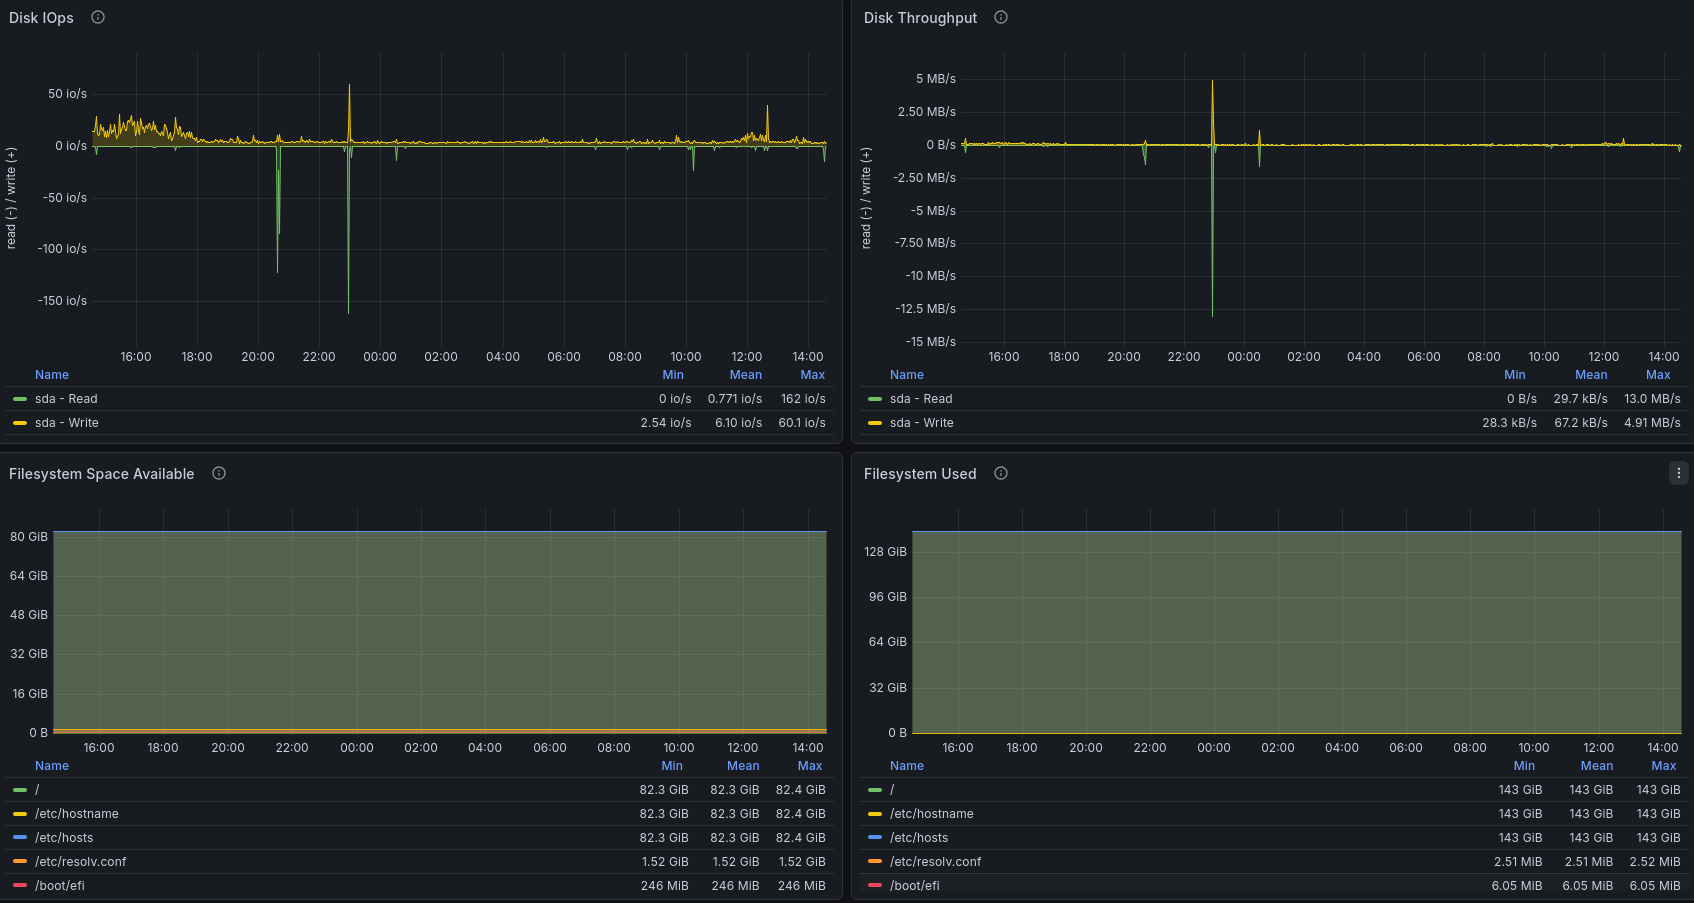 Disk IOps
read (-) / write (+)
50 io/s
0 io/s
-50 io/s
-100 io/s
-150 io/s
16:00 18:00 20:00 22:00 00:00 02:00 04:00 06:00 08:00 10:00 12:00 14:00
Name Min Mean Max
sda - Read 0 io/s 0.771 io/s 162 io/s
sda - Write 2.54 io/s 6.10 io/s 60.1 io/s
Disk Throughput
read (-) / write (+)
5 MB/s
2.50 MB/s
0 B/s
-2.50 MB/s
-5 MB/s
-7.50 MB/s
-10 MB/s
-12.5 MB/s
-15 MB/s
16:00 18:00 20:00 22:00 00:00 02:00 04:00 06:00 08:00 10:00 12:00 14:00
Name Min Mean Max
sda - Read 0 B/s 29.7 kB/s 13.0 MB/s
sda - Write 28.3 kB/s 67.2 kB/s 4.91 MB/s
Filesystem Space Available
80 GiB
64 GiB
48 GiB
32 GiB
16 GiB
0 B
16:00 18:00 20:00 22:00 00:00 02:00 04:00 06:00 08:00 10:00 12:00 14:00
Name Min Mean Max
/ 82.3 GiB 82.3 GiB 82.4 GiB
/etc/hostname 82.3 GiB 82.3 GiB 82.4 GiB
/etc/hosts 82.3 GiB 82.3 GiB 82.4 GiB
/etc/resolv.conf 1.52 GiB 1.52 GiB 1.52 GiB
/boot/efi 246 MiB 246 MiB 246 MiB
Filesystem Used
128 GiB
96 GiB
64 GiB
32 GiB
0 B
16:00 18:00 20:00 22:00 00:00 02:00 04:00 06:00 08:00 10:00 12:00 14:00
Name Min Mean Max
/ 143 GiB 143 GiB 143 GiB
/etc/hostname 143 GiB 143 GiB 143 GiB
/etc/hosts 143 GiB 143 GiB 143 GiB
/etc/resolv.conf 2.51 MiB 2.51 MiB 2.52 MiB
/boot/efi 6.05 MiB 6.05 MiB 6.05 MiB